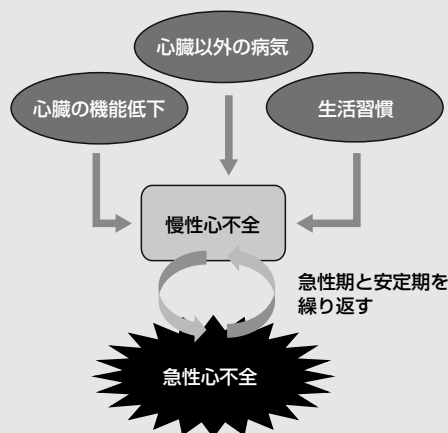 心臓以外の病気
心臓の機能低下
生活習慣
慢性心不全
急性期と安定期を
繰り返す
急性心不全